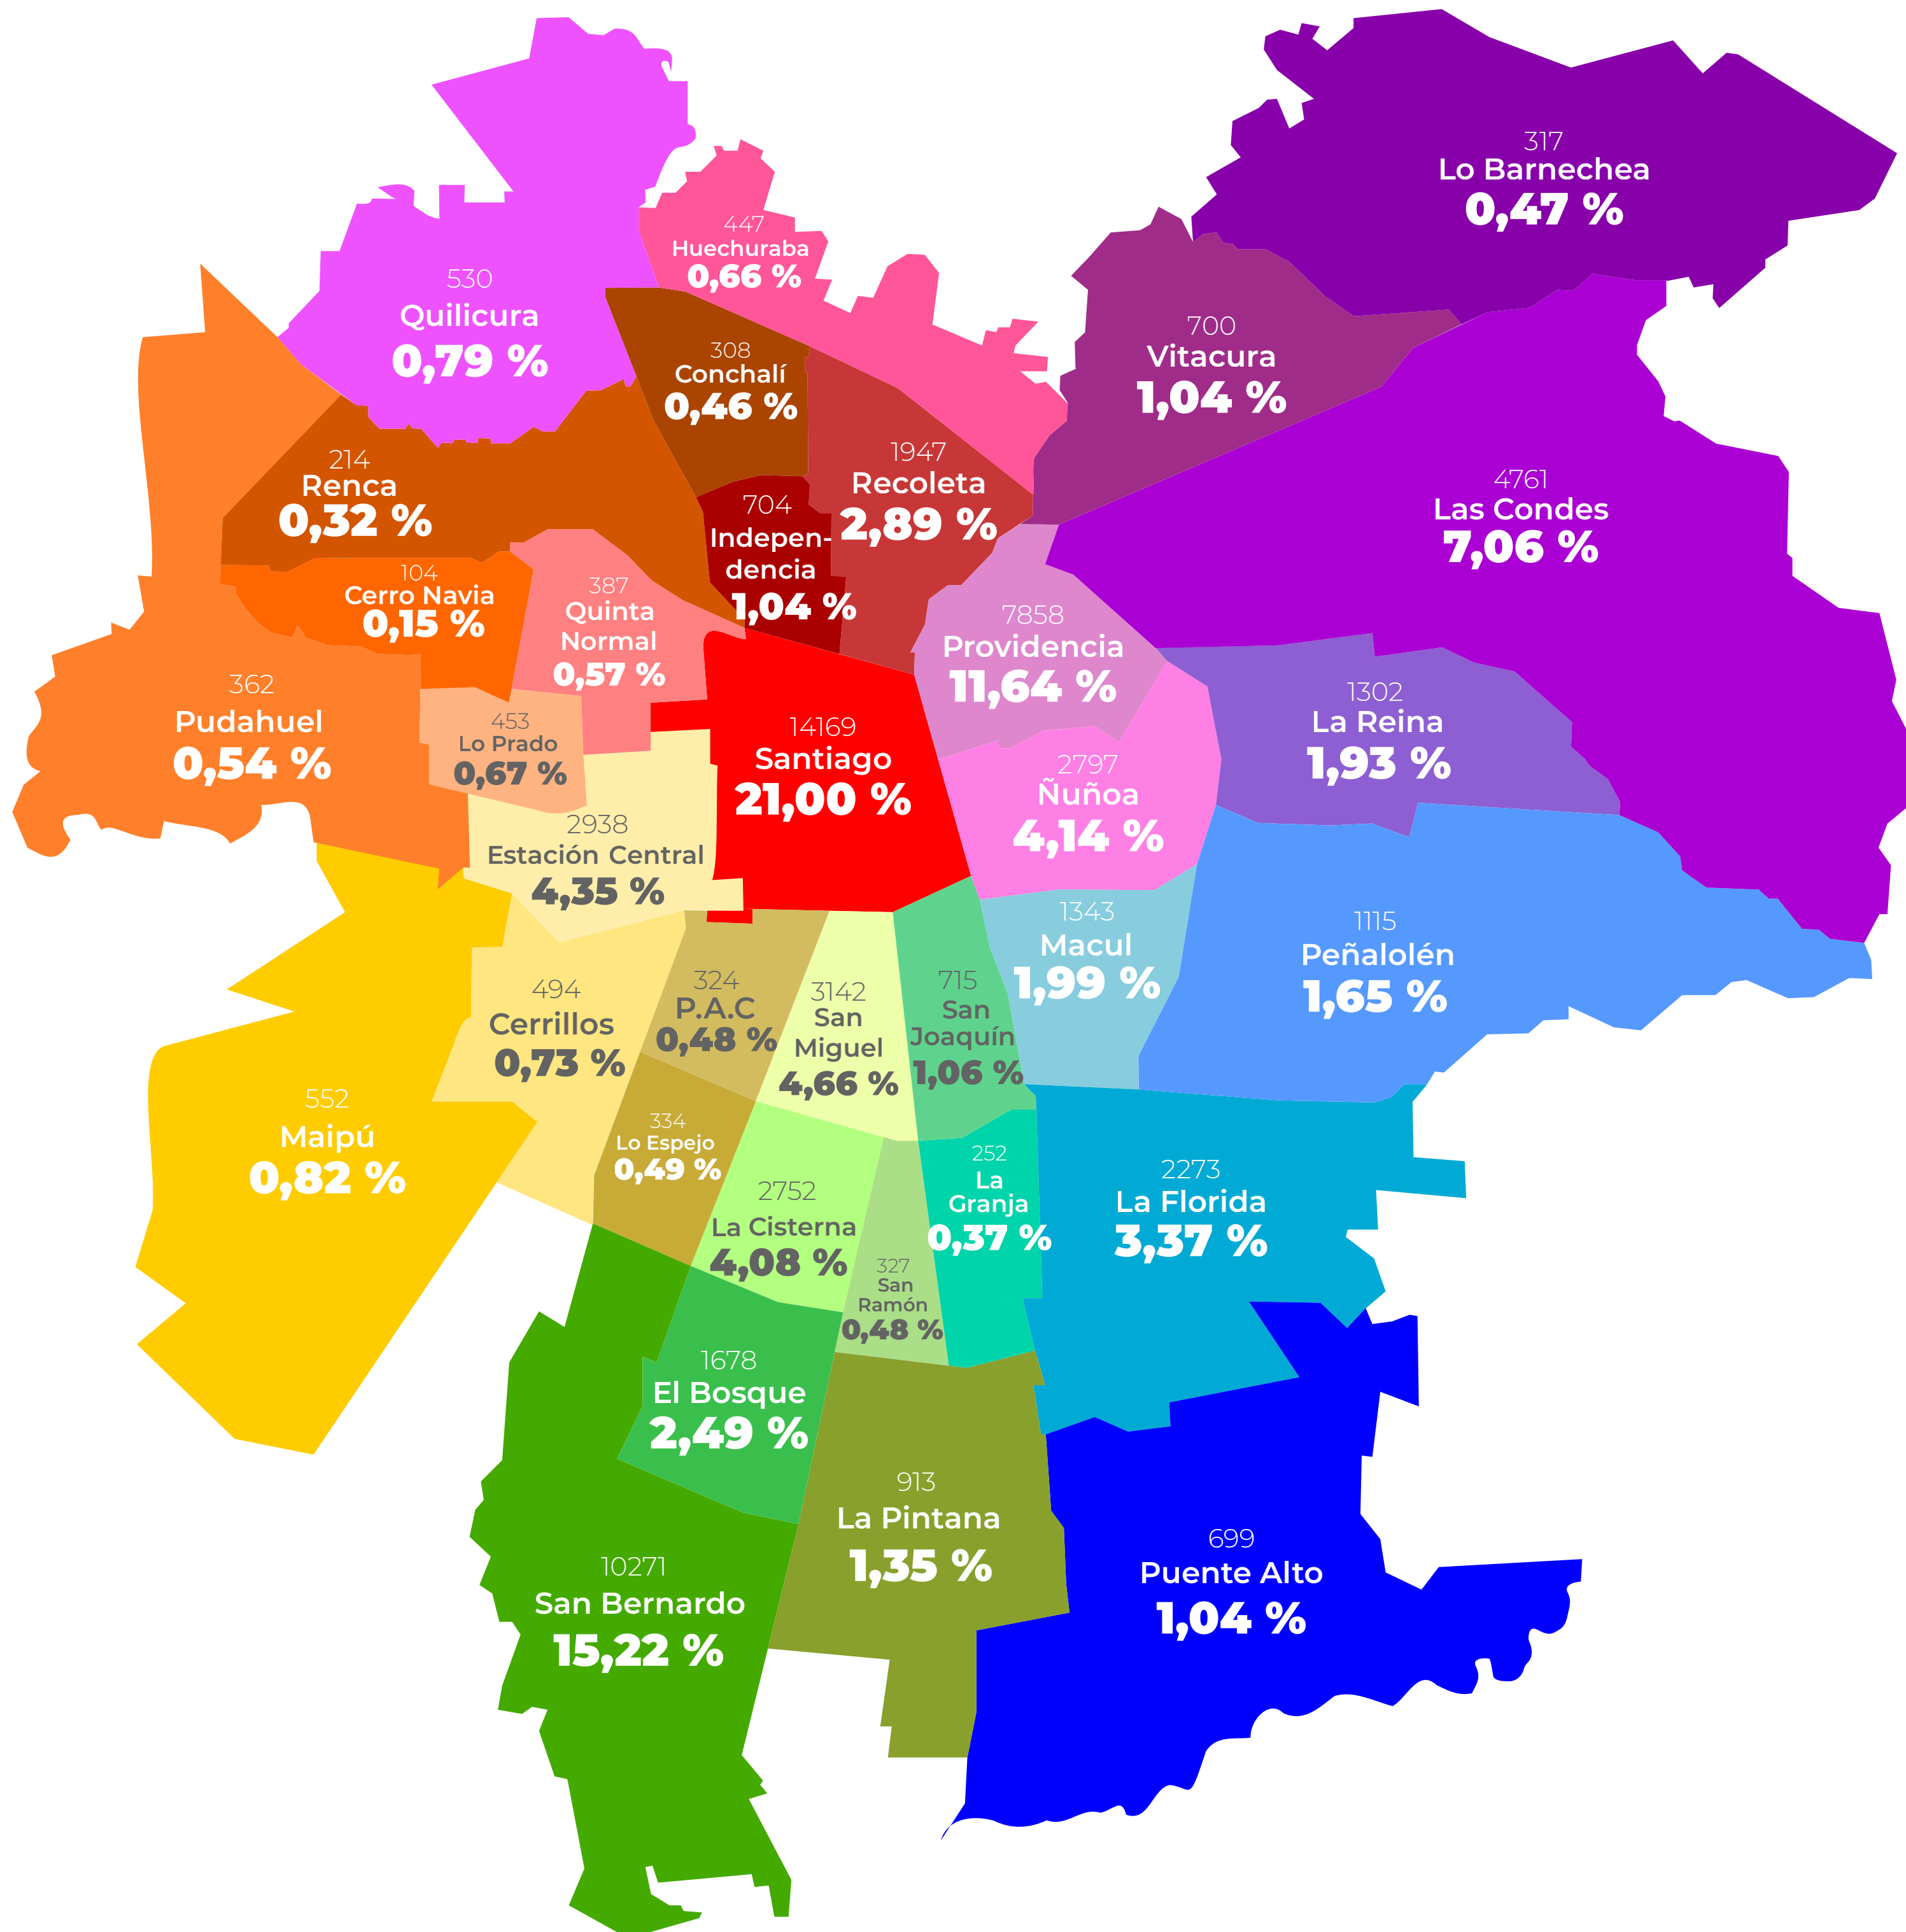 317
Lo Barnechea
0,47 %
447
Huechuraba
0,66 %
530
Quilicura
0,79 %
700
Vitacura
1,04 %
308
Conchalí
0,46 %
1947
Recoleta
2,89 %
214
Renca
0,32 %
4761
Las Condes
7,06 %
704
Indepen-
dencia
1,04 %
104
Cerro Navia
0,15 %
387
Quinta
Normal
0,57 %
7858
Providencia
11,64 %
362
Pudahuel
0,54 %
453
Lo Prado
0,67 %
14169
Santiago
21,00 %
1302
La Reina
1,93 %
2797
Ñuñoa
4,14 %
2938
Estación Central
4,35 %
1343
Macul
1,99 %
1115
Peñalolén
1,65 %
494
Cerrillos
0,73 %
324
P.A.C
0,48 %
3142
San
Miguel
4,66 %
715
San
Joaquín
1,06 %
552
Maipú
0,82 %
334
Lo Espejo
0,49 %
252
La
Granja
0,37 %
2273
La Florida
3,37 %
2752
La Cisterna
4,08 %
327
San
Ramón
0,48 %
1678
El Bosque
2,49 %
913
La Pintana
1,35 %
699
Puente Alto
1,04 %
10271
San Bernardo
15,22 %